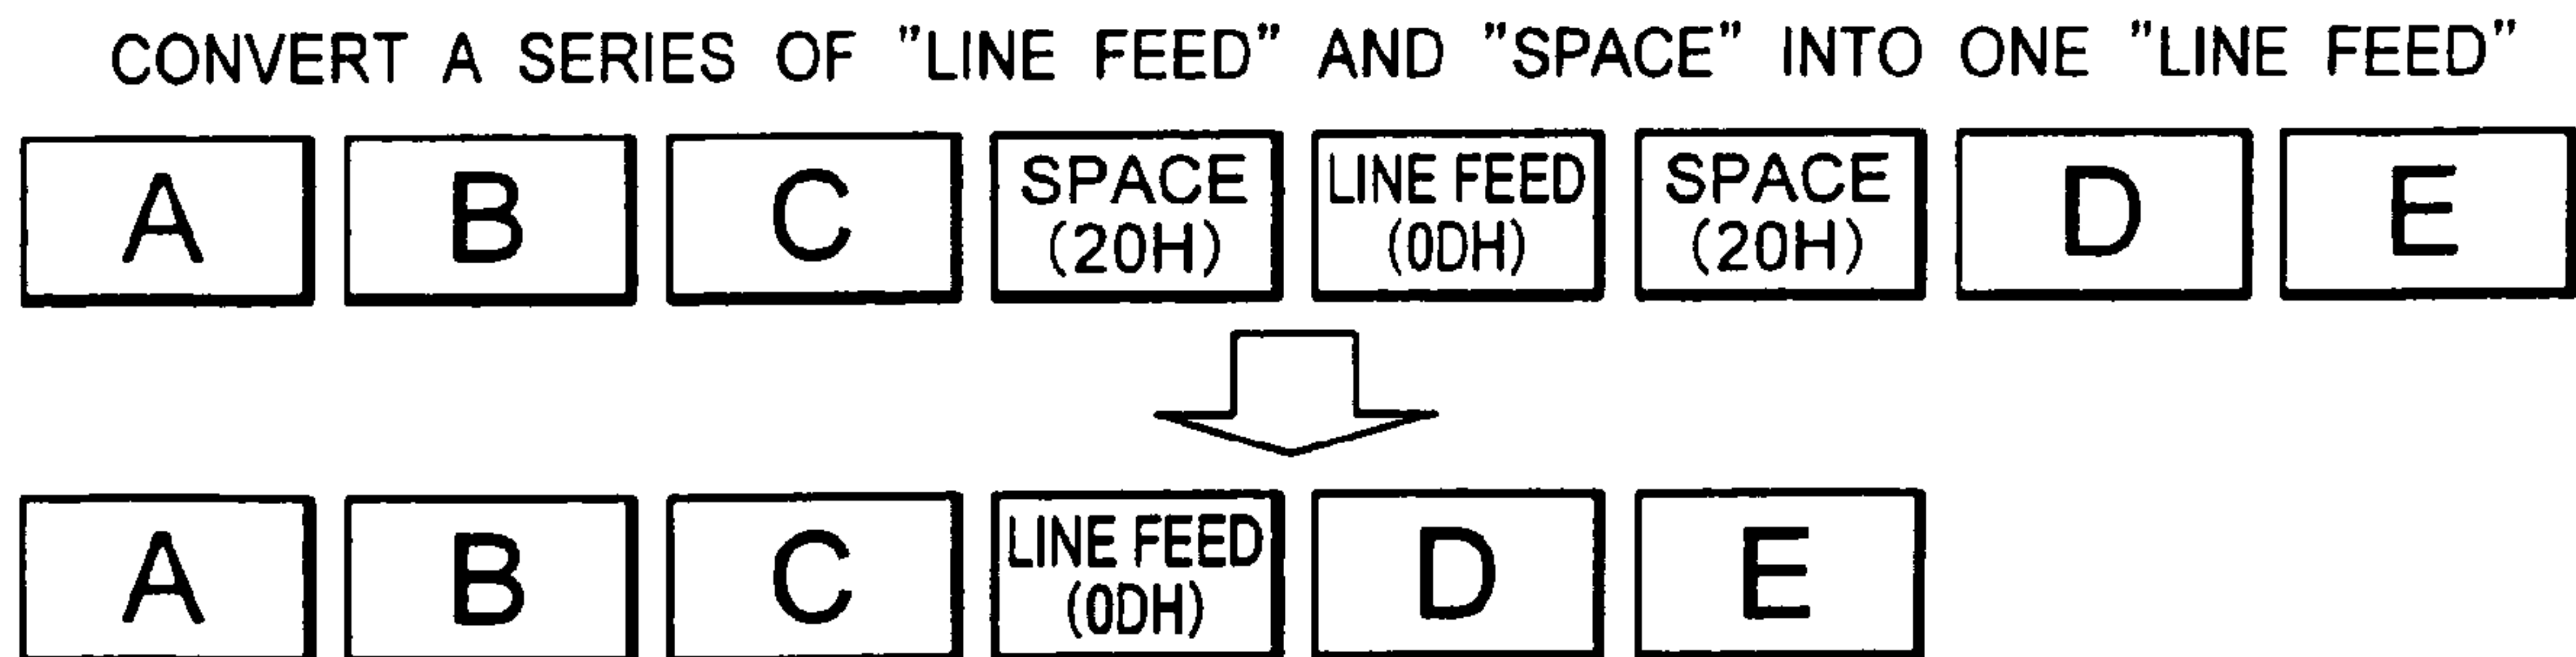 CONVERT A SERIES OF "LINE FEED" AND "SPACE" INTO ONE "LINE FEED"
A B C SPACE (20H) LINE FEED (0DH) SPACE (20H) D E
A B C LINE FEED (0DH) D E